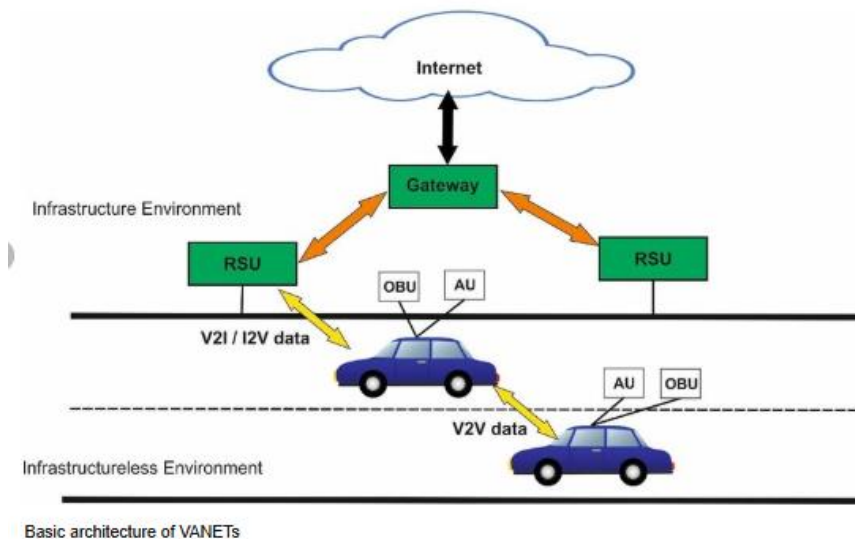 Internet
Gateway
Infrastructure Environment
RSU
RSU
OBU
AU
V2I / I2V data
AU
OBU
V2V data
Infrastructureless Environment
Basic architecture of VANETs